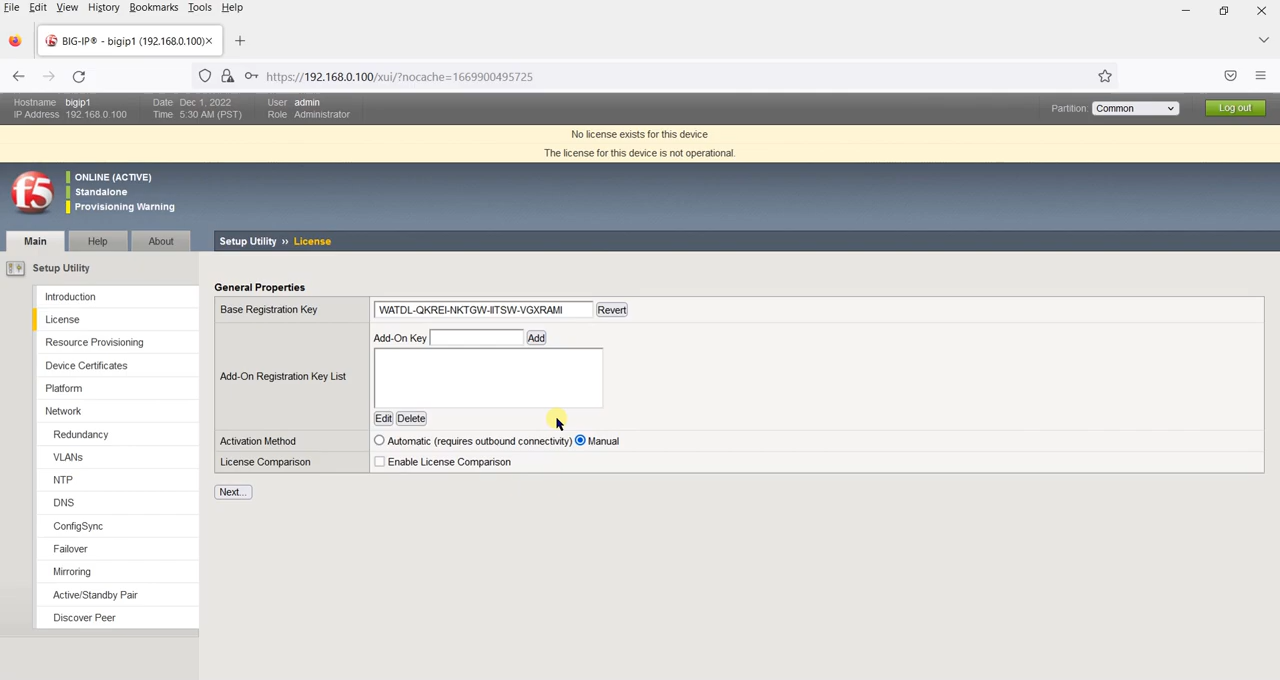 File Edit View History Bookmarks Tools Help
BIG-IP® - bigip1 (192.168.0.100)
https://192.168.0.100/xui/?nocache=1669900495725
Hostname bigip1 Date Dec 1, 2022 User admin
IP Address 192.168.0.100 Time 5:30 AM (PST) Role Administrator
Partition: Common Log out
No license exists for this device
The license for this device is not operational.
f5
ONLINE (ACTIVE)
Standalone
Provisioning Warning
Main Help About
Setup Utility ›› License
Setup Utility
Introduction
License
Resource Provisioning
Device Certificates
Platform
Network
Redundancy
VLANs
NTP
DNS
ConfigSync
Failover
Mirroring
Active/Standby Pair
Discover Peer
General Properties
Base Registration Key WATDL-QKREI-NKTGW-IITSW-VGXRAMI Revert
Add-On Key Add
Add-On Registration Key List
Edit Delete
Activation Method Automatic (requires outbound connectivity) Manual
License Comparison Enable License Comparison
Next...